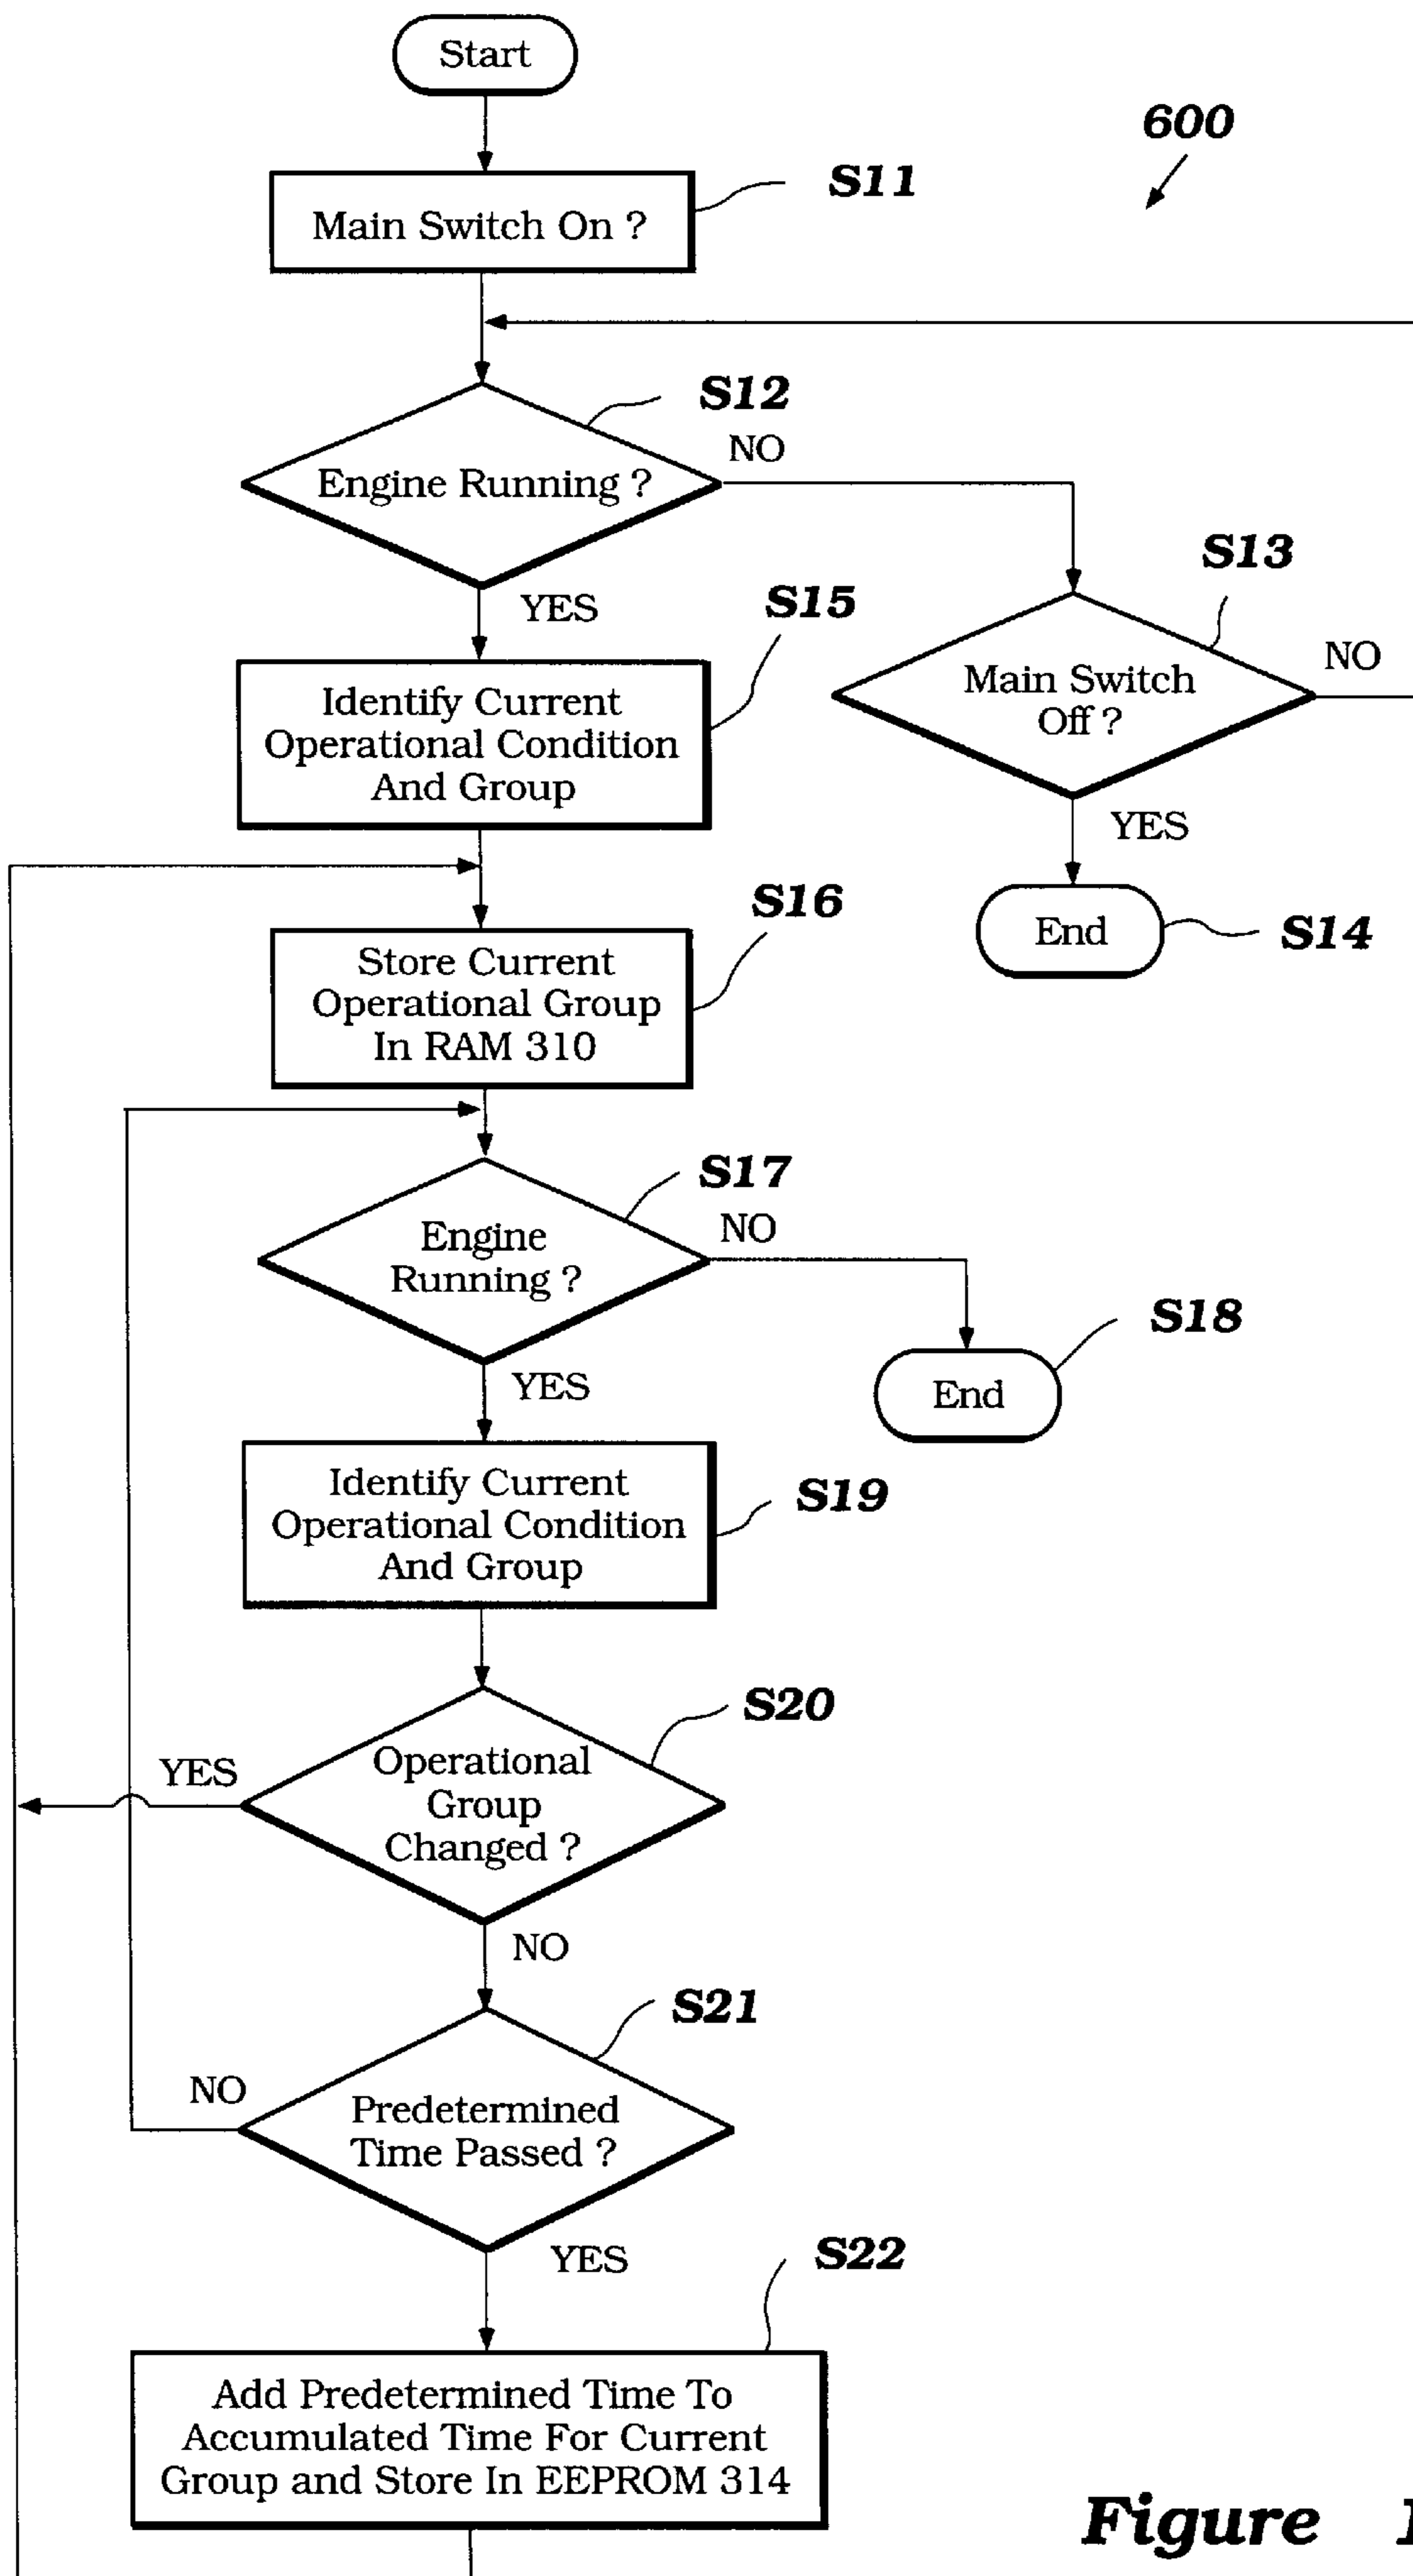 Start
600
S11
Main Switch On ?
S12
NO
Engine Running ?
S13
YES
S15
NO
Main Switch
Off ?
Identify Current
Operational Condition
And Group
YES
S16
End
S14
Store Current
Operational Group
In RAM 310
S17
NO
Engine
Running ?
S18
YES
End
Identify Current
Operational Condition
And Group
S19
S20
YES
Operational
Group
Changed ?
NO
S21
NO
Predetermined
Time Passed ?
YES
S22
Add Predetermined Time To
Accumulated Time For Current
Group and Store In EEPROM 314
Figure